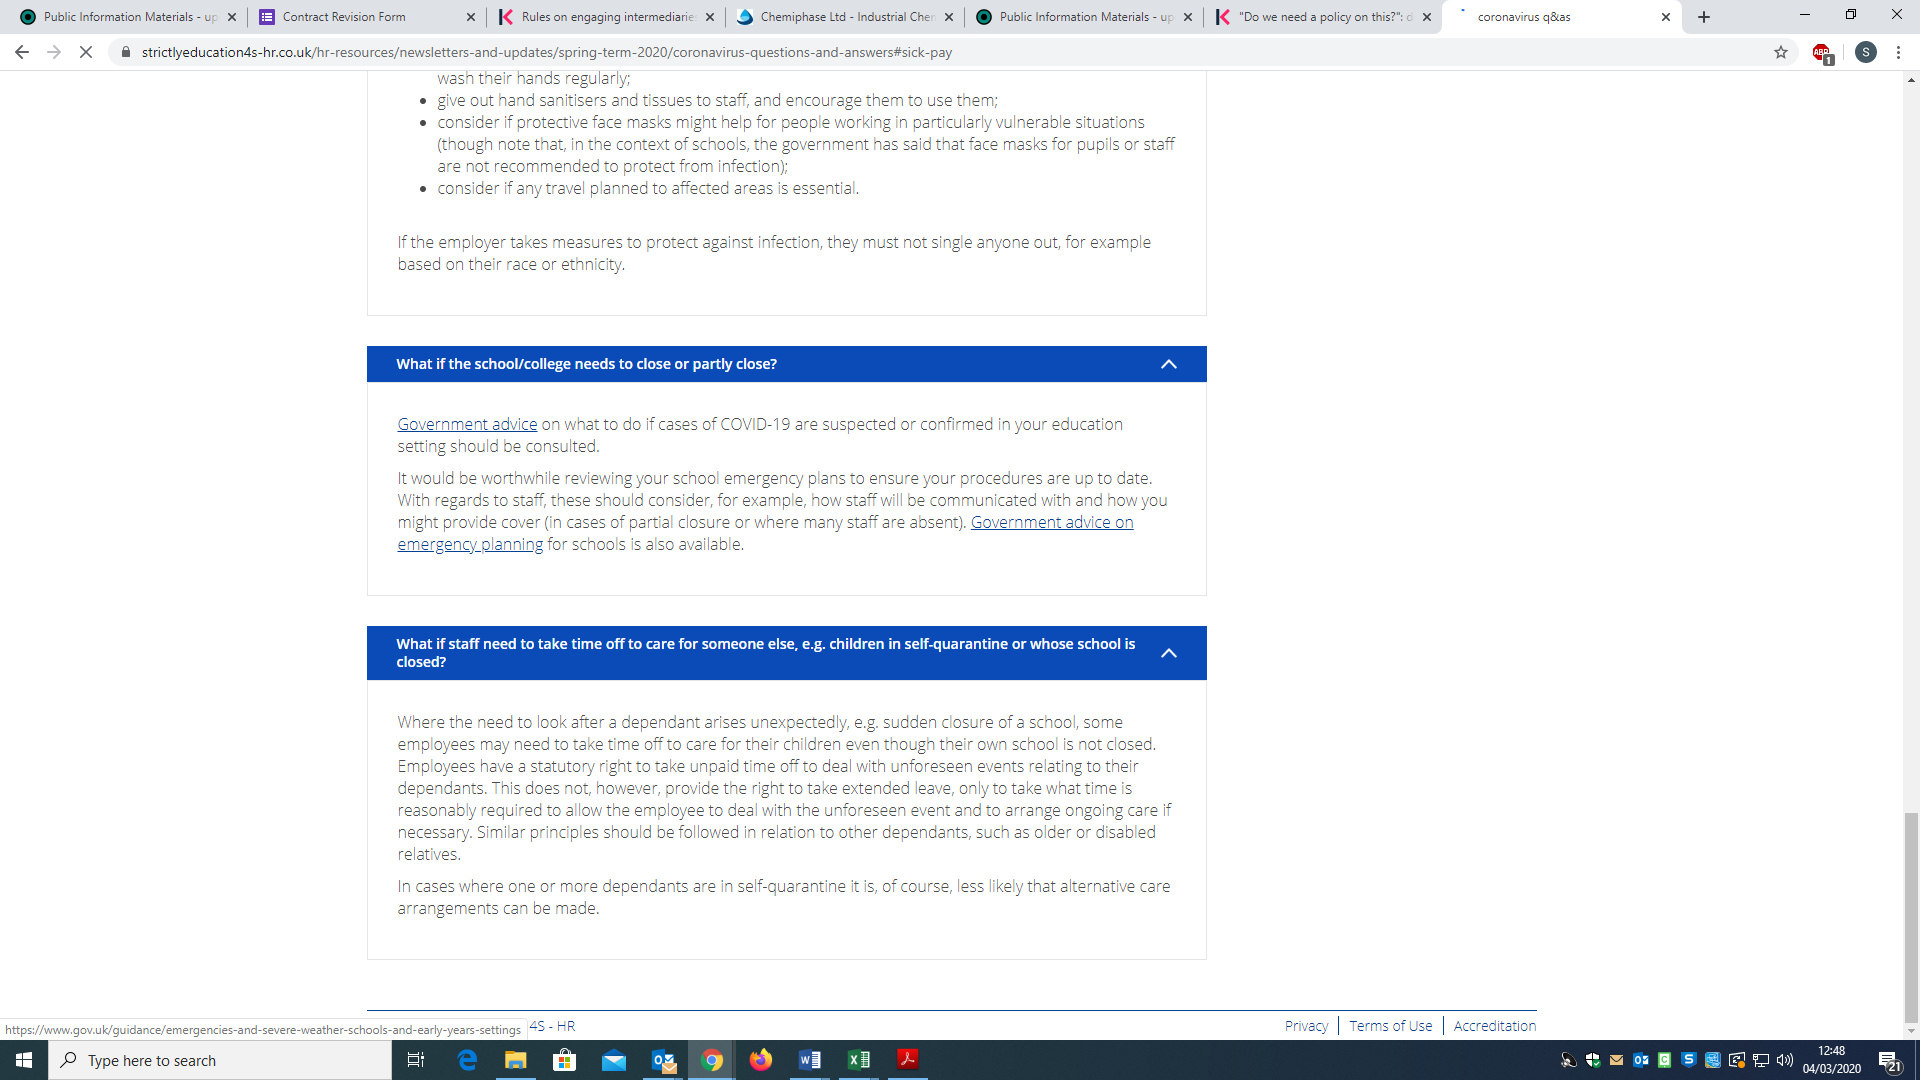 Public Information Materials - up
Contract Revision Form
Rules on engaging intermediarie
Chemiphase Ltd - Industrial Cher
Public Information Materials - up
"Do we need a policy on this?": d
coronavirus q&as
strictlyeducation4s-hr.co.uk/hr-resources/newsletters-and-updates/spring-term-2020/coronavirus-questions-and-answers#sick-pay
ABP
1
S
wash their hands regularly;
• give out hand sanitisers and tissues to staff, and encourage them to use them;
• consider if protective face masks might help for people working in particularly vulnerable situations
(though note that, in the context of schools, the government has said that face masks for pupils or staff
are not recommended to protect from infection);
• consider if any travel planned to affected areas is essential.
If the employer takes measures to protect against infection, they must not single anyone out, for example
based on their race or ethnicity.
What if the school/college needs to close or partly close?
Government advice on what to do if cases of COVID-19 are suspected or confirmed in your education
setting should be consulted.
It would be worthwhile reviewing your school emergency plans to ensure your procedures are up to date.
With regards to staff, these should consider, for example, how staff will be communicated with and how you
might provide cover (in cases of partial closure or where many staff are absent). Government advice on
emergency planning for schools is also available.
What if staff need to take time off to care for someone else, e.g. children in self-quarantine or whose school is
closed?
Where the need to look after a dependant arises unexpectedly, e.g. sudden closure of a school, some
employees may need to take time off to care for their children even though their own school is not closed.
Employees have a statutory right to take unpaid time off to deal with unforeseen events relating to their
dependants. This does not, however, provide the right to take extended leave, only to take what time is
reasonably required to allow the employee to deal with the unforeseen event and to arrange ongoing care if
necessary. Similar principles should be followed in relation to other dependants, such as older or disabled
relatives.
In cases where one or more dependants are in self-quarantine it is, of course, less likely that alternative care
arrangements can be made.
https://www.gov.uk/guidance/emergencies-and-severe-weather-schools-and-early-years-settings
4S - HR
Privacy
Terms of Use
Accreditation
Type here to search
12:48
04/03/2020
21